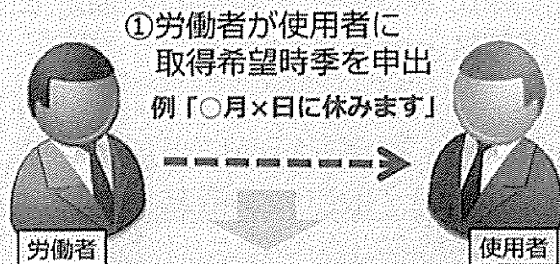 ①労働者が使用者に
取得希望時季を申出
例「○月×日に休みます」
労働者
使用者